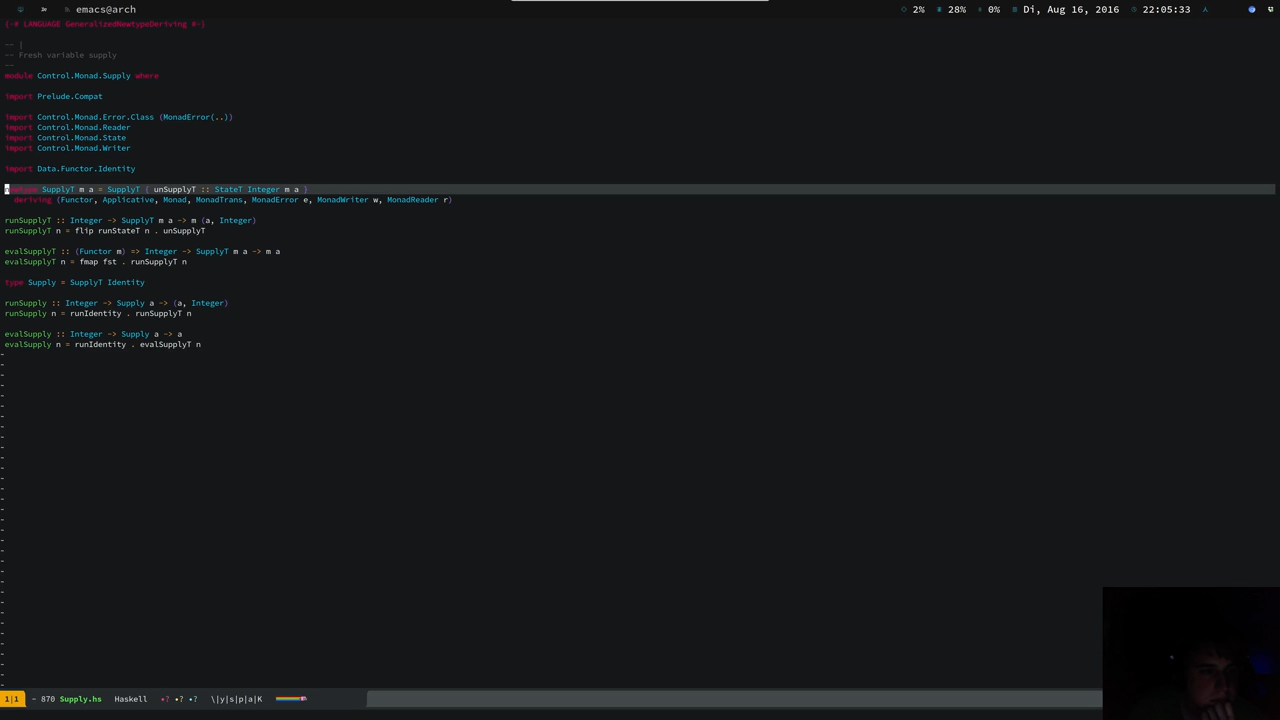 emacs@arch
2% 28% 0% Di, Aug 16, 2016 22:05:33
{-# LANGUAGE GeneralizedNewtypeDeriving #-}
-- |
-- Fresh variable supply
--
module Control.Monad.Supply where
import Prelude.Compat
import Control.Monad.Error.Class (MonadError(..))
import Control.Monad.Reader
import Control.Monad.State
import Control.Monad.Writer
import Data.Functor.Identity
newtype SupplyT m a = SupplyT { unSupplyT :: StateT Integer m a }
deriving (Functor, Applicative, Monad, MonadTrans, MonadError e, MonadWriter w, MonadReader r)
runSupplyT :: Integer -> SupplyT m a -> m (a, Integer)
runSupplyT n = flip runStateT n . unSupplyT
evalSupplyT :: (Functor m) => Integer -> SupplyT m a -> m a
evalSupplyT n = fmap fst . runSupplyT n
type Supply = SupplyT Identity
runSupply :: Integer -> Supply a -> (a, Integer)
runSupply n = runIdentity . runSupplyT n
evalSupply :: Integer -> Supply a -> a
evalSupply n = runIdentity . evalSupplyT n
1|1 - 870 Supply.hs Haskell •? •? •? \|y|s|p|a|K